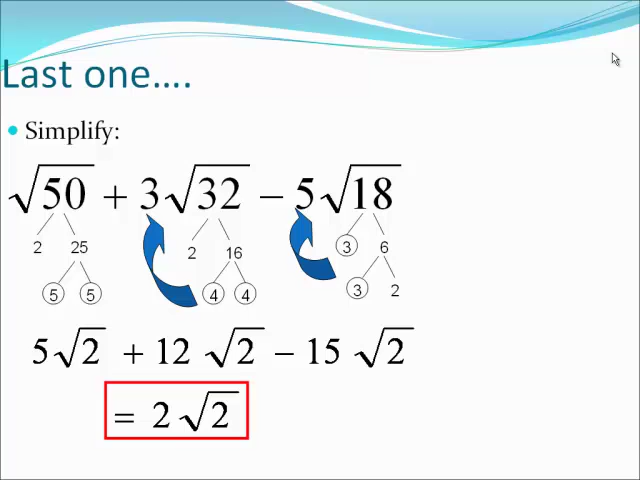 Last one....
• Simplify:
√50 + 3√32 − 5√18
2 25 2 16 3 6
5 5 4 4 3 2
5√2 + 12√2 − 15√2
= 2√2